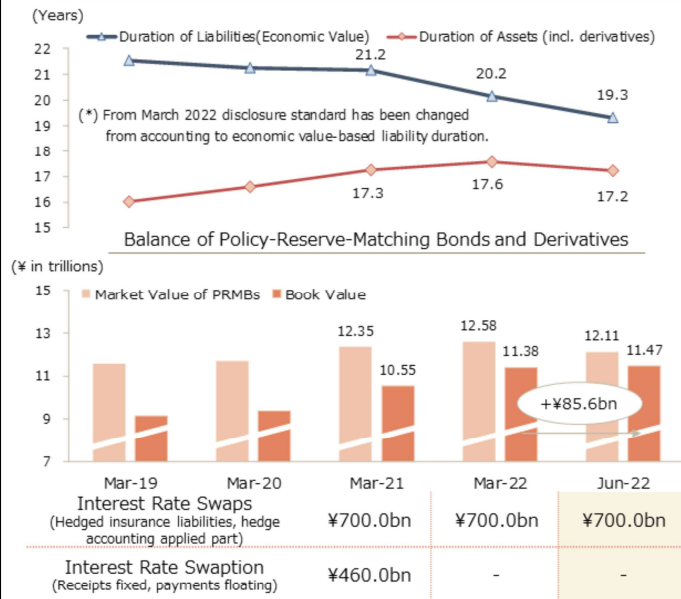 (Years)
Duration of Liabilities(Economic Value)
Duration of Assets (incl. derivatives)
22
21
20
19
18
17
16
15
21.2
20.2
19.3
(*) From March 2022 disclosure standard has been changed
from accounting to economic value-based liability duration.
17.3
17.6
17.2
Balance of Policy-Reserve-Matching Bonds and Derivatives
(¥ in trillions)
Market Value of PRMBs
Book Value
15
13
11
9
7
12.35
10.55
12.58
11.38
12.11
11.47
+¥85.6bn
Mar-19
Mar-20
Mar-21
Mar-22
Jun-22
Interest Rate Swaps
(Hedged insurance liabilities, hedge
accounting applied part)
¥700.0bn
¥700.0bn
¥700.0bn
Interest Rate Swaption
(Receipts fixed, payments floating)
¥460.0bn
-
-